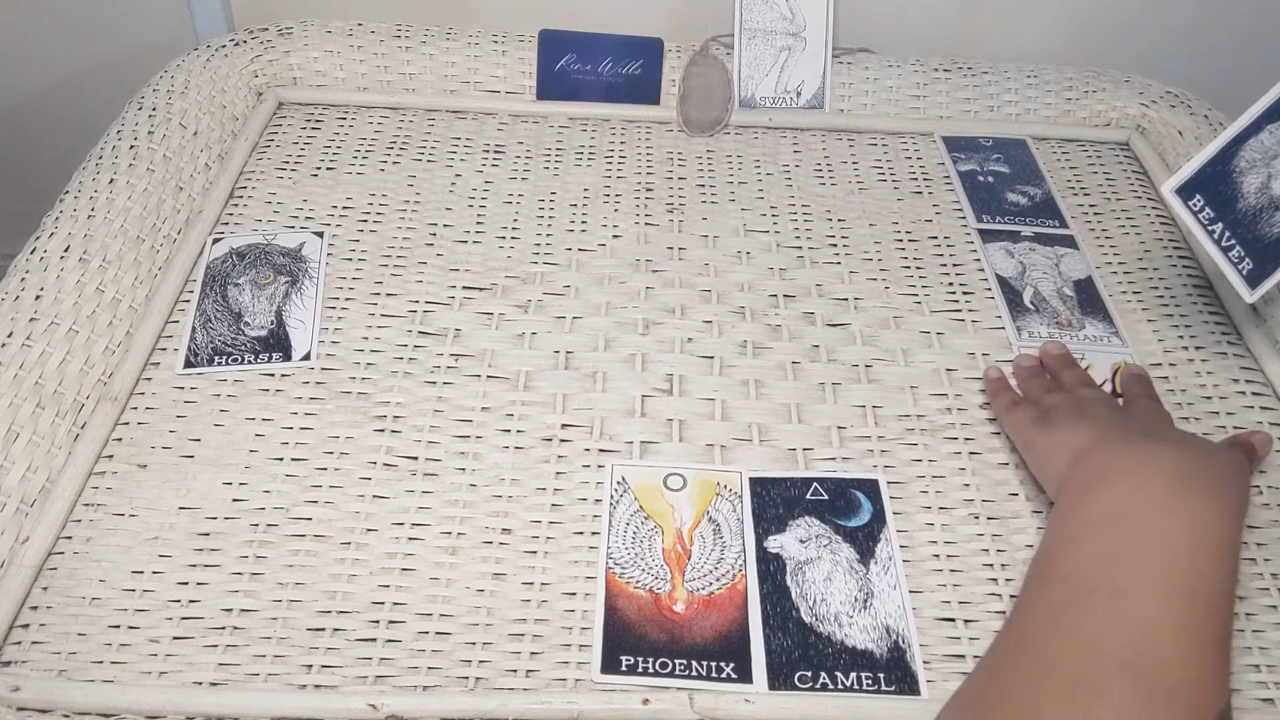 SWAN
RACCOON
BEAVER
ELEPHANT
HORSE
PHOENIX
CAMEL